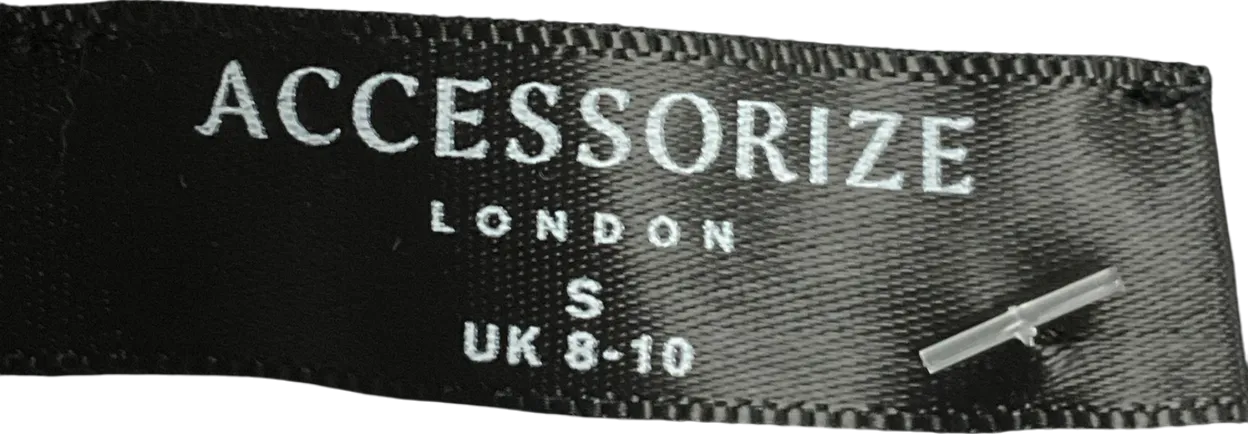 ACCESSORIZE
LONDON
S
UK 8-10